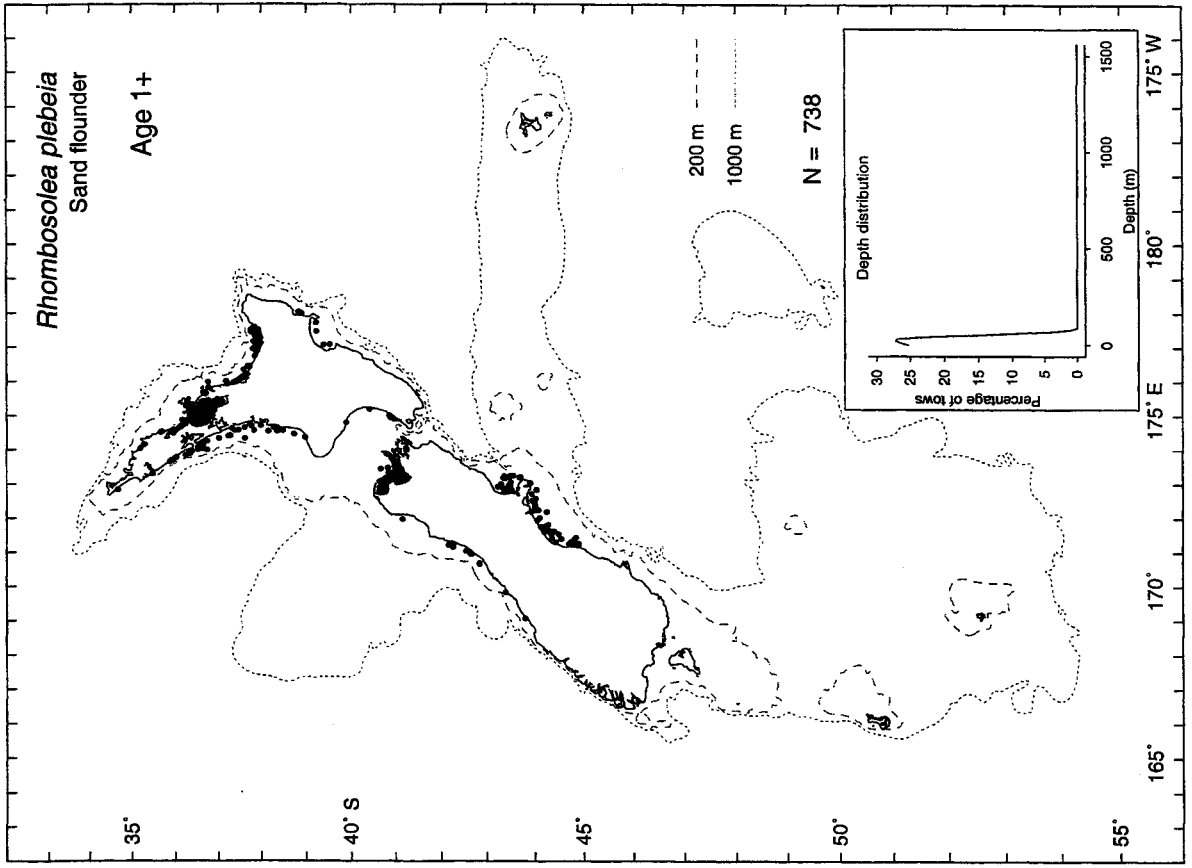 Rhombosolea plebeia
Sand flounder
Age 1+
35°
40° S
45°
50°
55°
165°
170°
175° E
180°
175° W
200 m
1000 m
N = 738
Depth distribution
Percentage of tows
30
25
20
15
10
5
0
0
500
1000
1500
Depth (m)